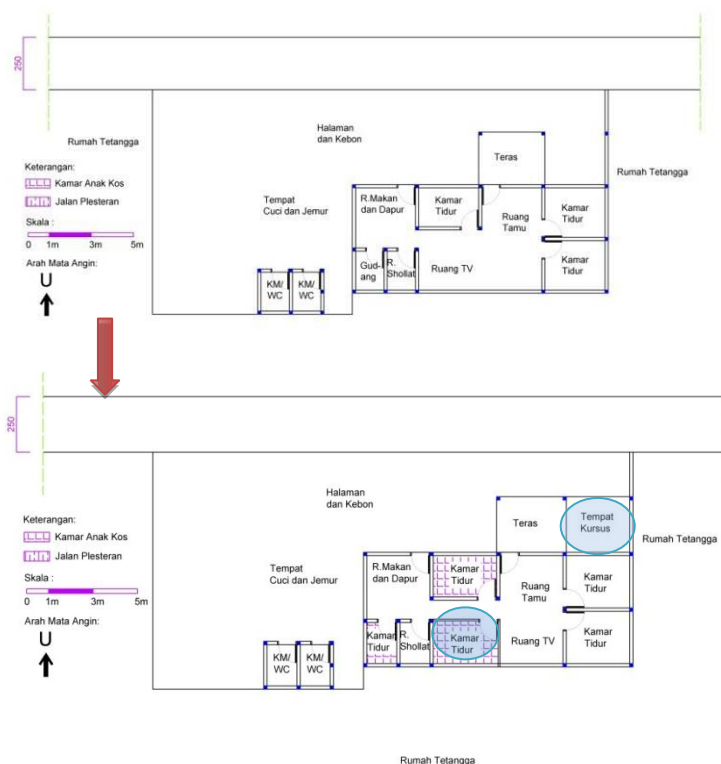 250
Rumah Tetangga
Halaman
dan Kebon
Teras
Rumah Tetangga
Keterangan:
Kamar Anak Kos
Jalan Plesteran
Skala :
0 1m 3m 5m
Arah Mata Angin:
U
Tempat
Cuci dan Jemur
R.Makan
dan Dapur
Kamar
Tidur
Ruang
Tamu
Kamar
Tidur
Gud-
ang
R.
Shollat
Ruang TV
Kamar
Tidur
KM/
WC
KM/
WC
250
Halaman
dan Kebon
Teras
Tempat
Kursus
Rumah Tetangga
Keterangan:
Kamar Anak Kos
Jalan Plesteran
Skala :
0 1m 3m 5m
Arah Mata Angin:
U
Tempat
Cuci dan Jemur
R.Makan
dan Dapur
Kamar
Tidur
Ruang
Tamu
Kamar
Tidur
Kamar
Tidur
R.
Shollat
Kamar
Tidur
Ruang TV
Kamar
Tidur
KM/
WC
KM/
WC
Rumah Tetangga